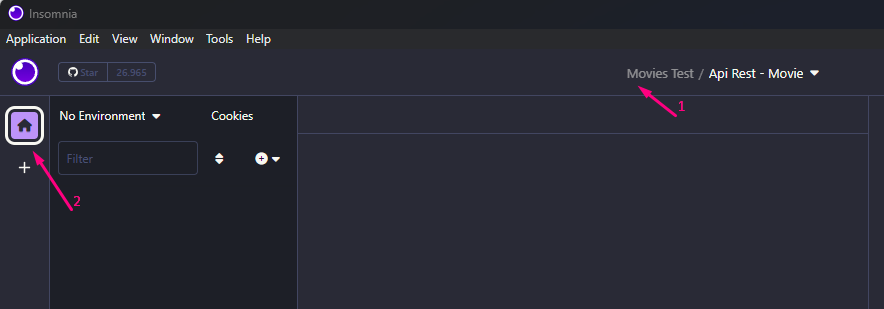 Insomnia
Application Edit View Window Tools Help
Star 26.965
Movies Test / Api Rest - Movie
1
No Environment Cookies
Filter
2